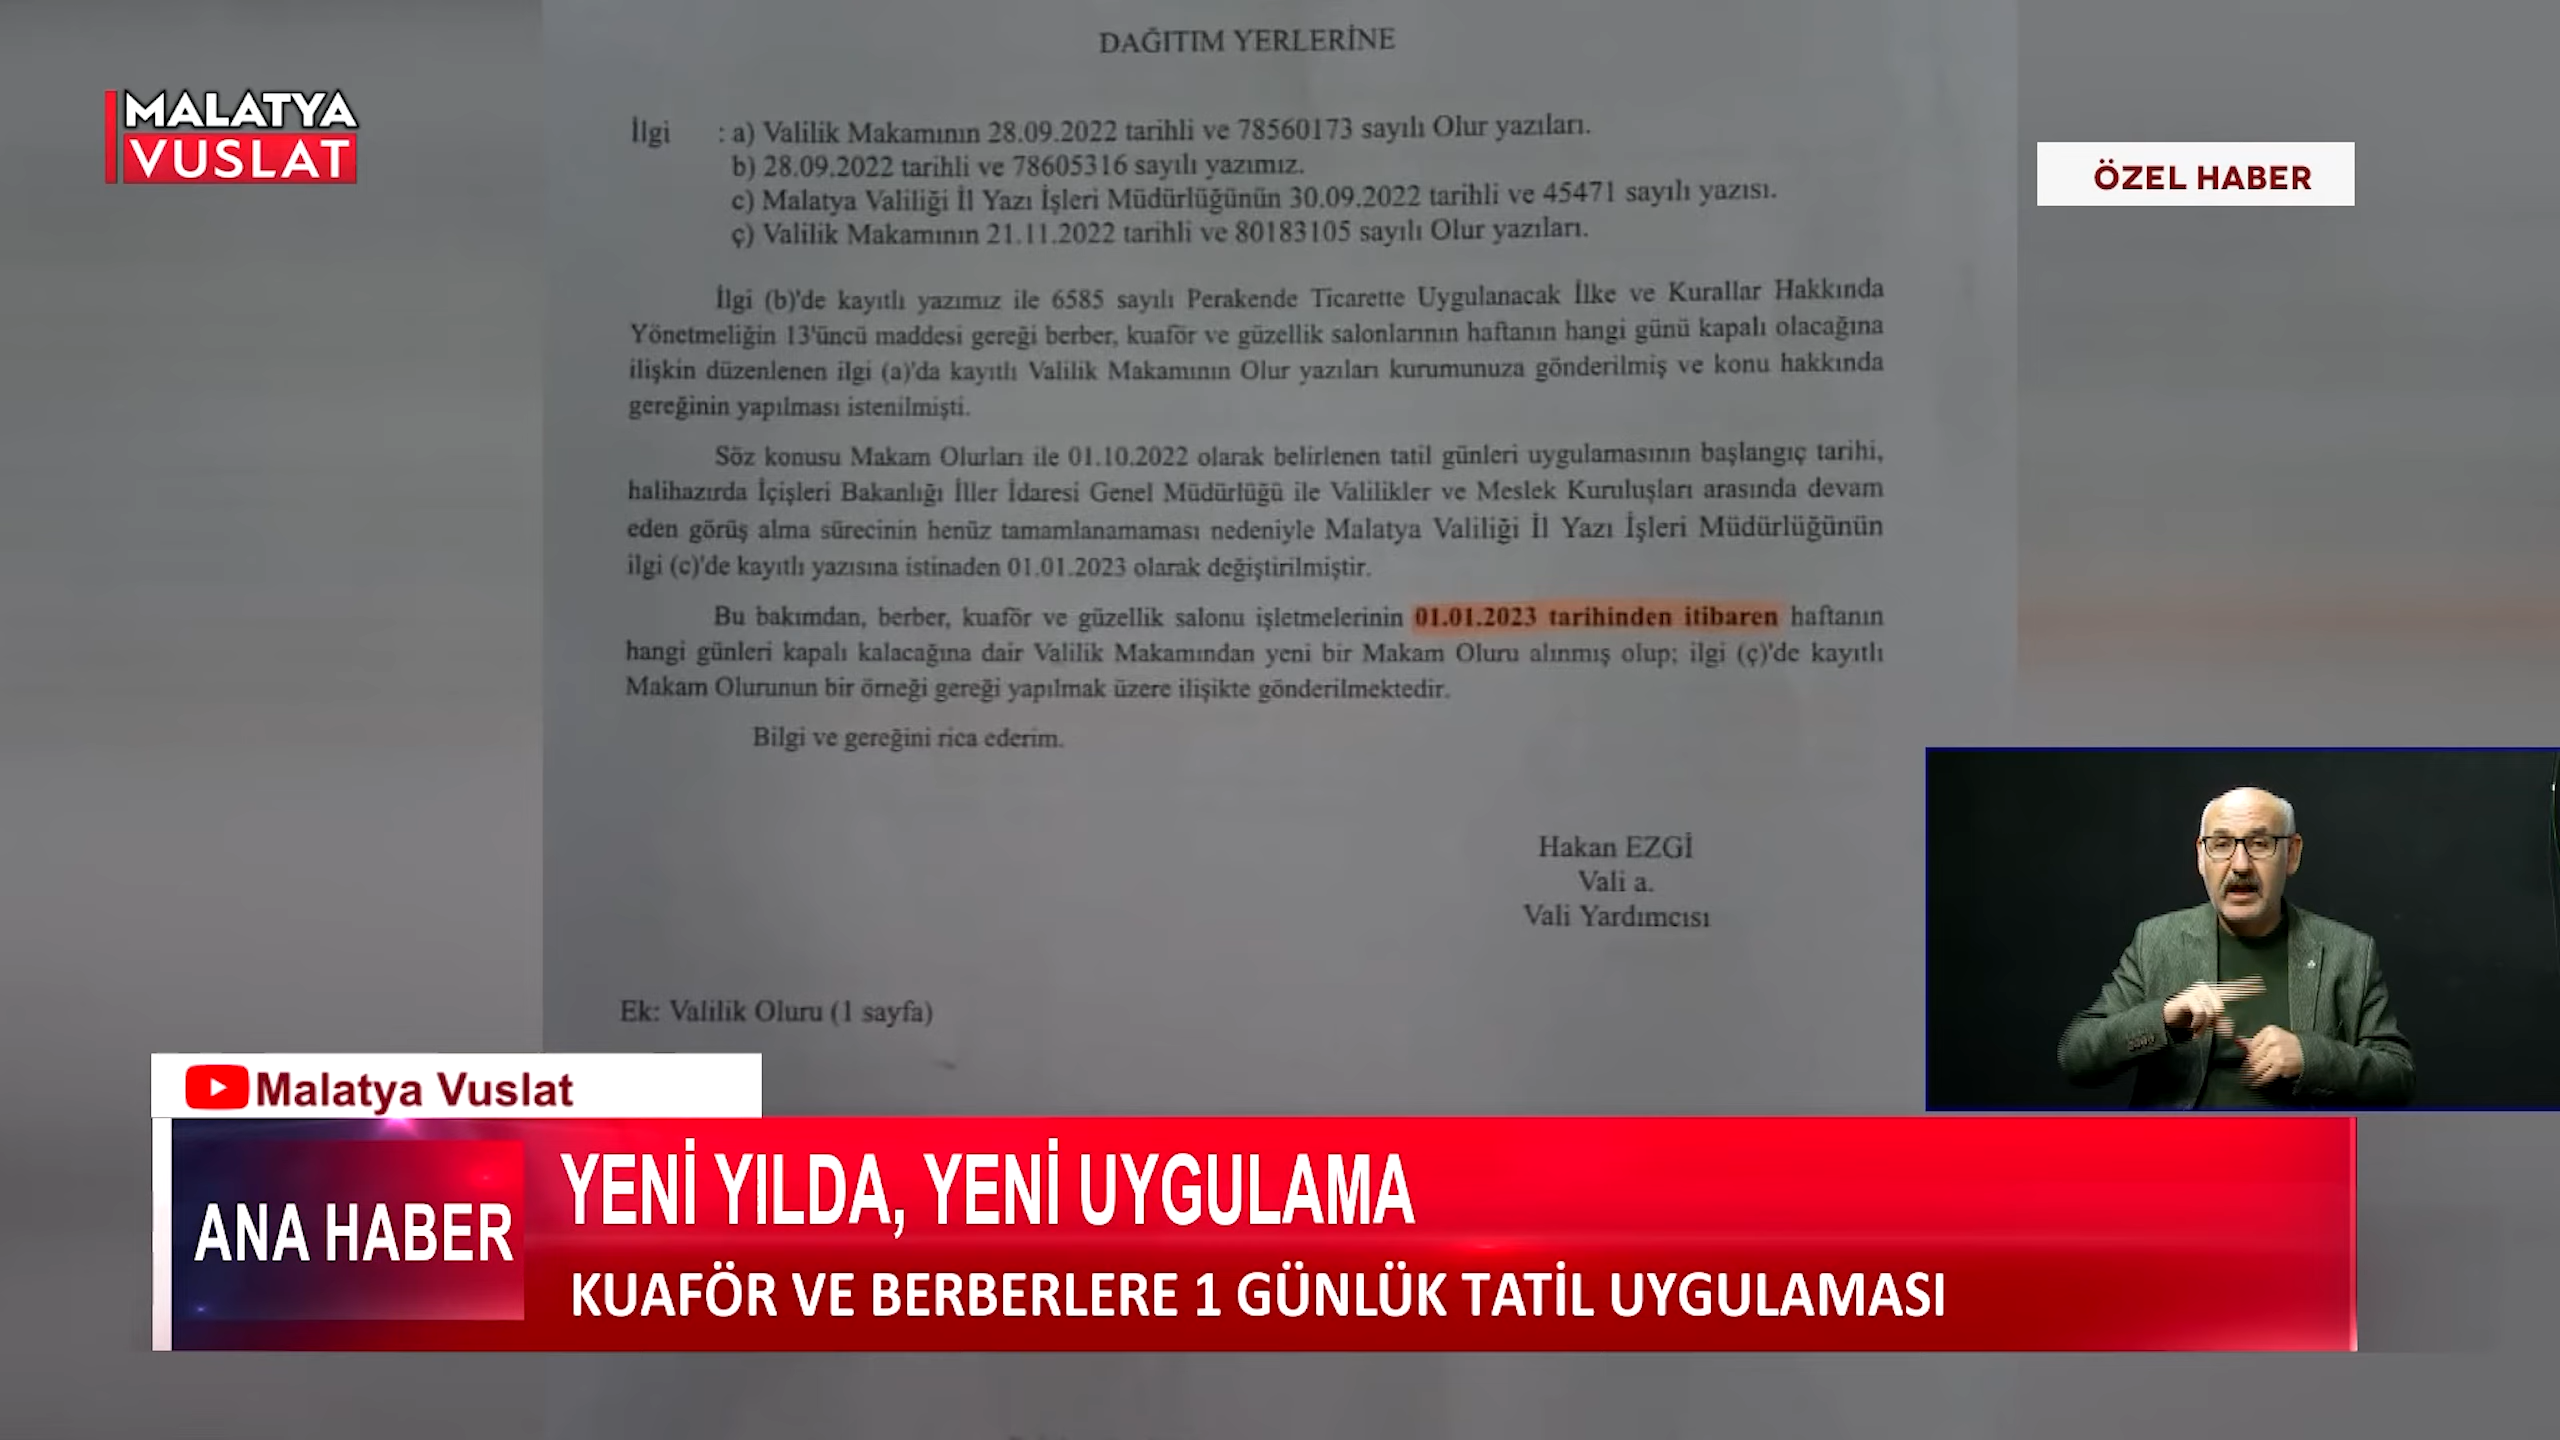 DAĞITIM YERLERİNE
MALATYA
VUSLAT
ÖZEL HABER
İlgi : a) Valilik Makamının 28.09.2022 tarihli ve 78560173 sayılı Olur yazıları.
b) 28.09.2022 tarihli ve 78605316 sayılı yazımız.
c) Malatya Valiliği İl Yazı İşleri Müdürlüğünün 30.09.2022 tarihli ve 45471 sayılı yazısı.
ç) Valilik Makamının 21.11.2022 tarihli ve 80183105 sayılı Olur yazıları.
İlgi (b)'de kayıtlı yazımız ile 6585 sayılı Perakende Ticarette Uygulanacak İlke ve Kurallar Hakkında
Yönetmeliğin 13'üncü maddesi gereği berber, kuaför ve güzellik salonlarının haftanın hangi günü kapalı olacağına
ilişkin düzenlenen ilgi (a)'da kayıtlı Valilik Makamının Olur yazıları kurumunuza gönderilmiş ve konu hakkında
gereğinin yapılması istenilmişti.
Söz konusu Makam Olurları ile 01.10.2022 olarak belirlenen tatil günleri uygulamasının başlangıç tarihi,
halihazırda İçişleri Bakanlığı İller İdaresi Genel Müdürlüğü ile Valilikler ve Meslek Kuruluşları arasında devam
eden görüş alma sürecinin henüz tamamlanamaması nedeniyle Malatya Valiliği İl Yazı İşleri Müdürlüğünün
ilgi (c)'de kayıtlı yazısına istinaden 01.01.2023 olarak değiştirilmiştir.
Bu bakımdan, berber, kuaför ve güzellik salonu işletmelerinin 01.01.2023 tarihinden itibaren haftanın
hangi günleri kapalı kalacağına dair Valilik Makamından yeni bir Makam Oluru alınmış olup; ilgi (ç)'de kayıtlı
Makam Olurunun bir örneği gereği yapılmak üzere ilişikte gönderilmektedir.
Bilgi ve gereğini rica ederim.
Hakan EZGİ
Vali a.
Vali Yardımcısı
Ek: Valilik Oluru (1 sayfa)
Malatya Vuslat
ANA HABER
YENİ YILDA, YENİ UYGULAMA
KUAFÖR VE BERBERLERE 1 GÜNLÜK TATİL UYGULAMASI